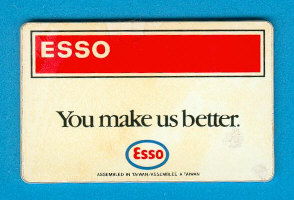 ESSO
You make us better.
Esso
ASSEMBLED IN TAIWAN/ASSEMBLEE A TAIWAN